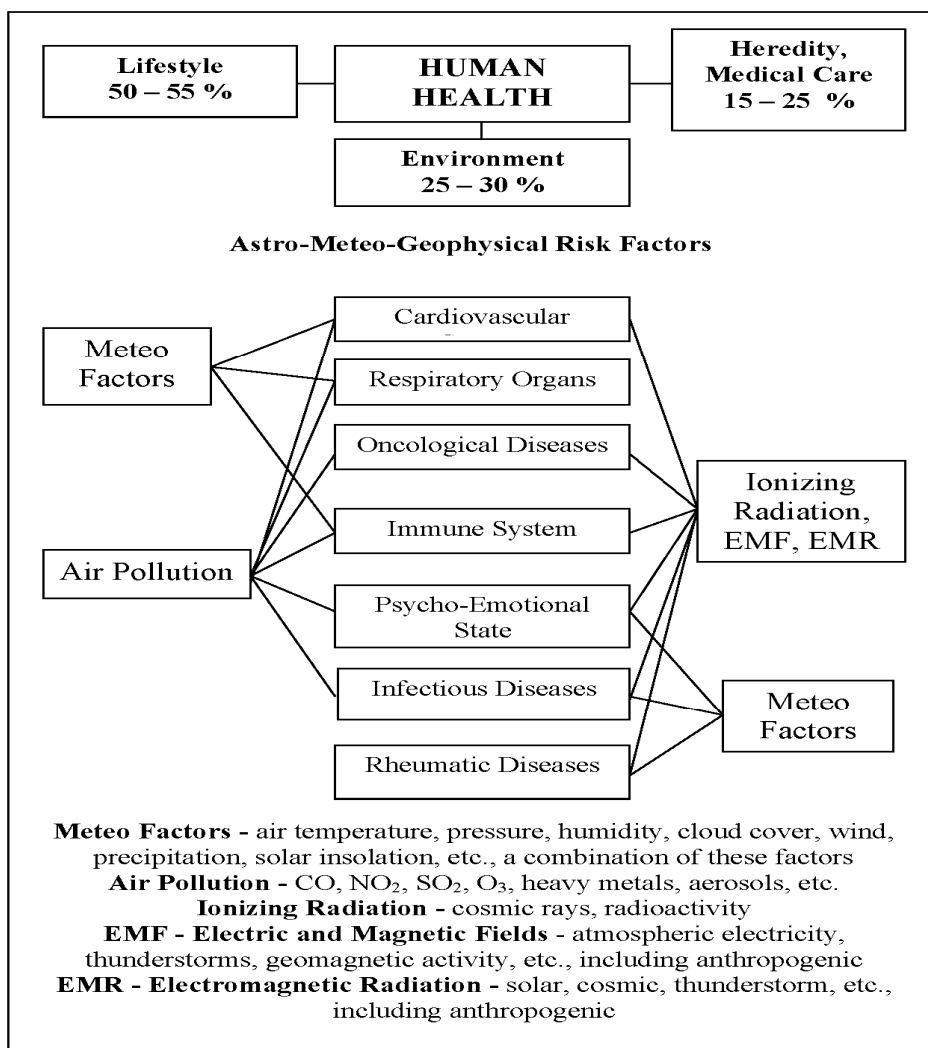 Lifestyle
50 – 55 %
HUMAN
HEALTH
Heredity,
Medical Care
15 – 25 %
Environment
25 – 30 %
Astro-Meteo-Geophysical Risk Factors
Meteo
Factors
Air Pollution
Cardiovascular
Respiratory Organs
Oncological Diseases
Immune System
Psycho-Emotional
State
Infectious Diseases
Rheumatic Diseases
Ionizing
Radiation,
EMF, EMR
Meteo
Factors
Meteo Factors - air temperature, pressure, humidity, cloud cover, wind,
precipitation, solar insolation, etc., a combination of these factors
Air Pollution - CO, NO₂, SO₂, O₃, heavy metals, aerosols, etc.
Ionizing Radiation - cosmic rays, radioactivity
EMF - Electric and Magnetic Fields - atmospheric electricity,
thunderstorms, geomagnetic activity, etc., including anthropogenic
EMR - Electromagnetic Radiation - solar, cosmic, thunderstorm, etc.,
including anthropogenic